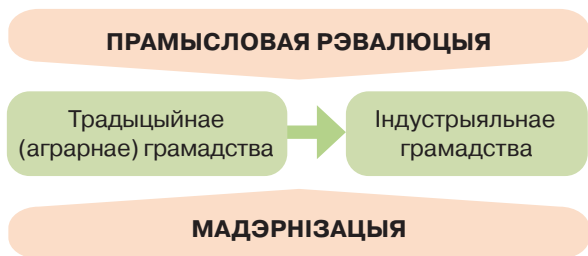 ПРАМЫСЛОВАЯ РЭВАЛЮЦЫЯ
Традыцыйнае
(аграрнае) грамадства
Індустрыяльнае
грамадства
МАДЭРНІЗАЦЫЯ